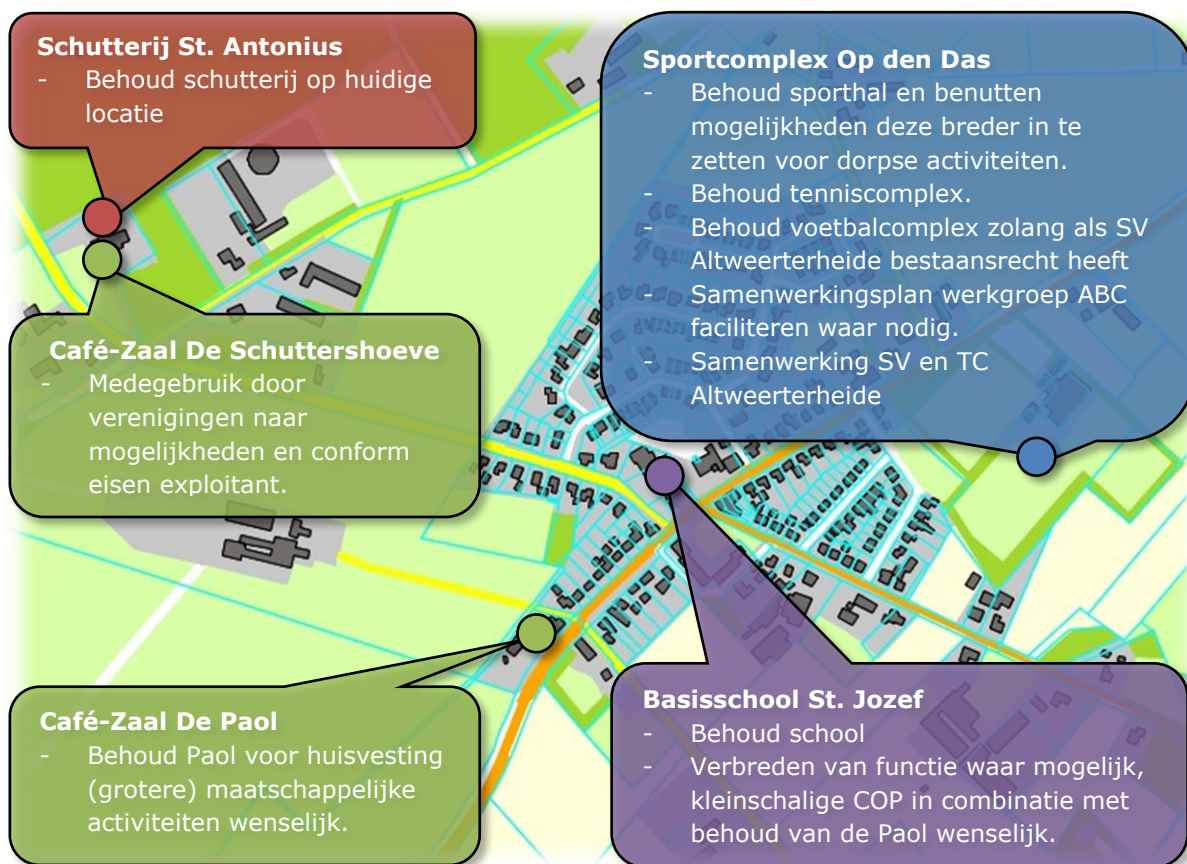 Schutterij St. Antonius
- Behoud schutterij op huidige
locatie
Sportcomplex Op den Das
- Behoud sporthal en benutten
mogelijkheden deze breder in te
zetten voor dorpse activiteiten.
- Behoud tenniscomplex.
- Behoud voetbalcomplex zolang als SV
Altweerterheide bestaansrecht heeft
- Samenwerkingsplan werkgroep ABC
faciliteren waar nodig.
- Samenwerking SV en TC
Altweerterheide
Café-Zaal De Schuttershoeve
- Medegebruik door
verenigingen naar
mogelijkheden en conform
eisen exploitant.
Café-Zaal De Paol
- Behoud Paol voor huisvesting
(grotere) maatschappelijke
activiteiten wenselijk.
Basisschool St. Jozef
- Behoud school
- Verbreden van functie waar mogelijk,
kleinschalige COP in combinatie met
behoud van de Paol wenselijk.